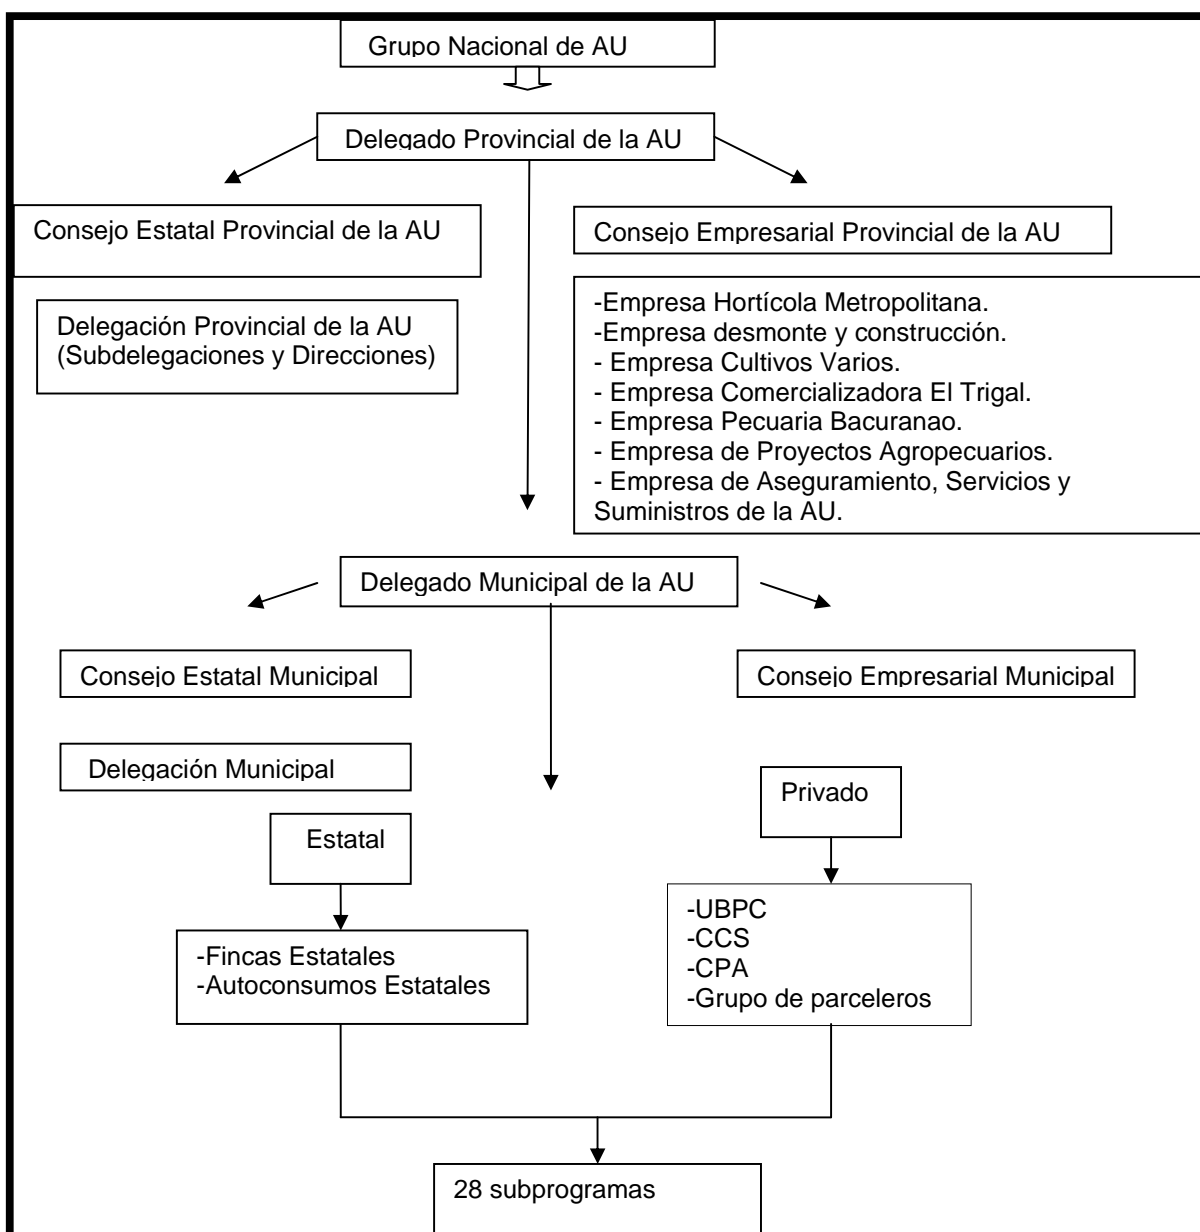 Grupo Nacional de AU
Delegado Provincial de la AU
Consejo Estatal Provincial de la AU
Consejo Empresarial Provincial de la AU
Delegación Provincial de la AU
(Subdelegaciones y Direcciones)
-Empresa Hortícola Metropolitana.
-Empresa desmonte y construcción.
- Empresa Cultivos Varios.
- Empresa Comercializadora El Trigal.
- Empresa Pecuaria Bacuranao.
- Empresa de Proyectos Agropecuarios.
- Empresa de Aseguramiento, Servicios y
Suministros de la AU.
Delegado Municipal de la AU
Consejo Estatal Municipal
Consejo Empresarial Municipal
Delegación Municipal
Privado
Estatal
-UBPC
-CCS
-CPA
-Grupo de parceleros
-Fincas Estatales
-Autoconsumos Estatales
28 subprogramas